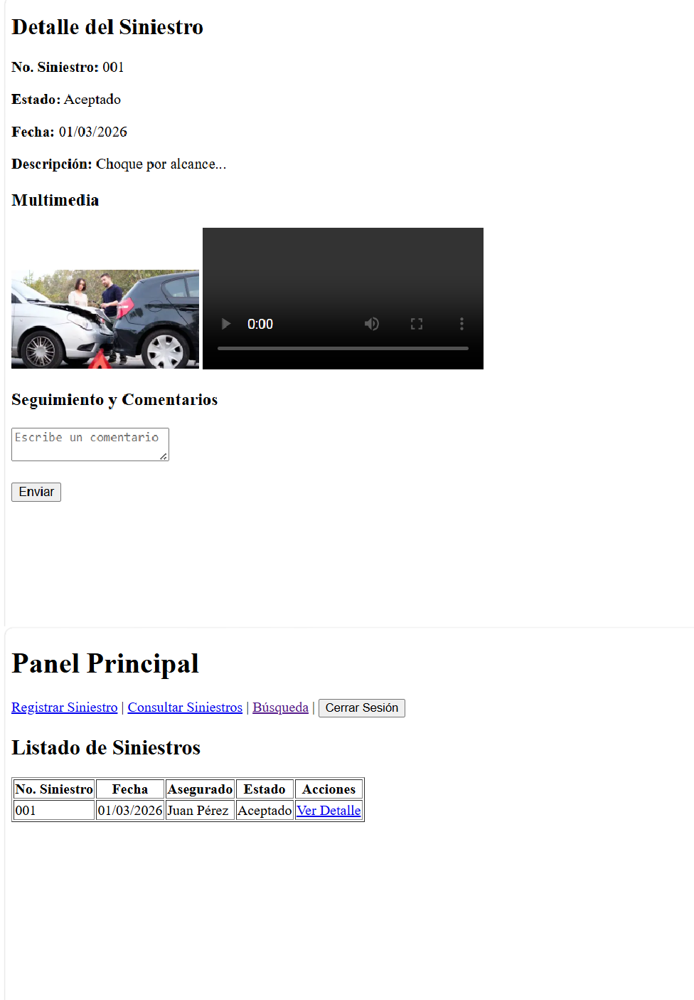 Detalle del Siniestro
No. Siniestro: 001
Estado: Aceptado
Fecha: 01/03/2026
Descripción: Choque por alcance...
Multimedia
0:00
Seguimiento y Comentarios
Escribe un comentario
Enviar
Panel Principal
Registrar Siniestro | Consultar Siniestros | Búsqueda | Cerrar Sesión
Listado de Siniestros
No. Siniestro Fecha Asegurado Estado Acciones
001 01/03/2026 Juan Pérez Aceptado Ver Detalle